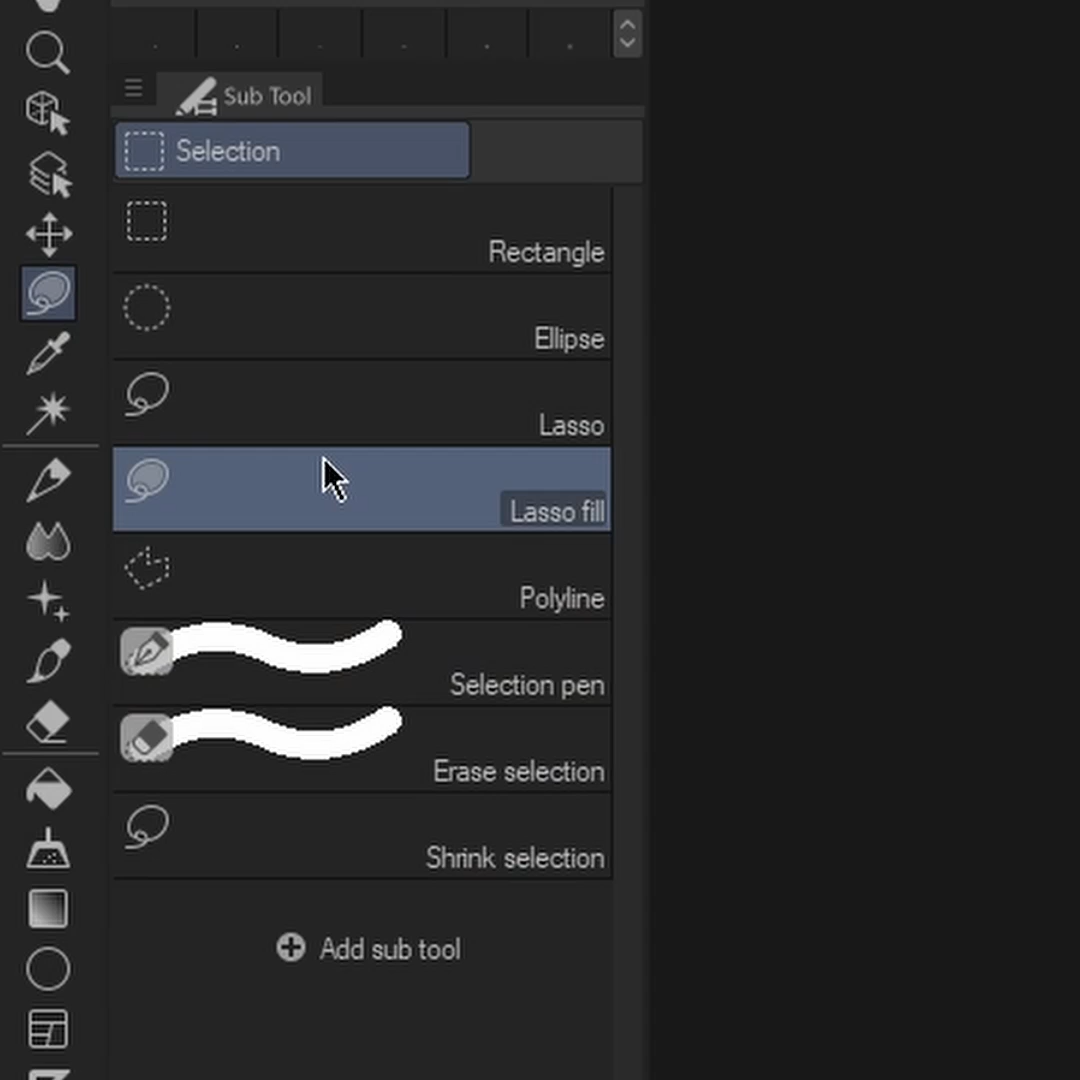 Sub Tool
Selection
Rectangle
Ellipse
Lasso
Lasso fill
Polyline
Selection pen
Erase selection
Shrink selection
Add sub tool